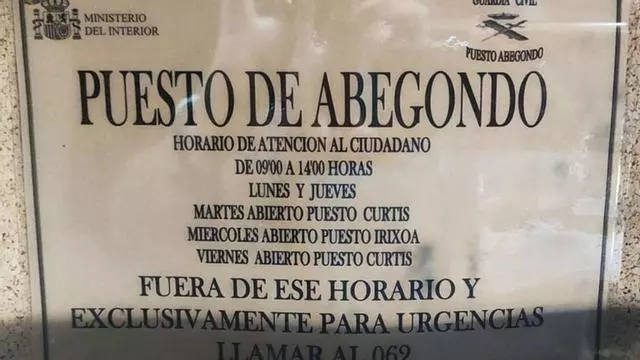 MINISTERIO
DEL INTERIOR
GUARDIA CIVIL
PUESTO ABEGONDO
PUESTO DE ABEGONDO
HORARIO DE ATENCION AL CIUDADANO
DE 09'00 A 14'00 HORAS
LUNES Y JUEVES
MARTES ABIERTO PUESTO CURTIS
MIERCOLES ABIERTO PUESTO IRIXOA
VIERNES ABIERTO PUESTO CURTIS
FUERA DE ESE HORARIO Y
EXCLUSIVAMENTE PARA URGENCIAS
LLAMAR AL 062